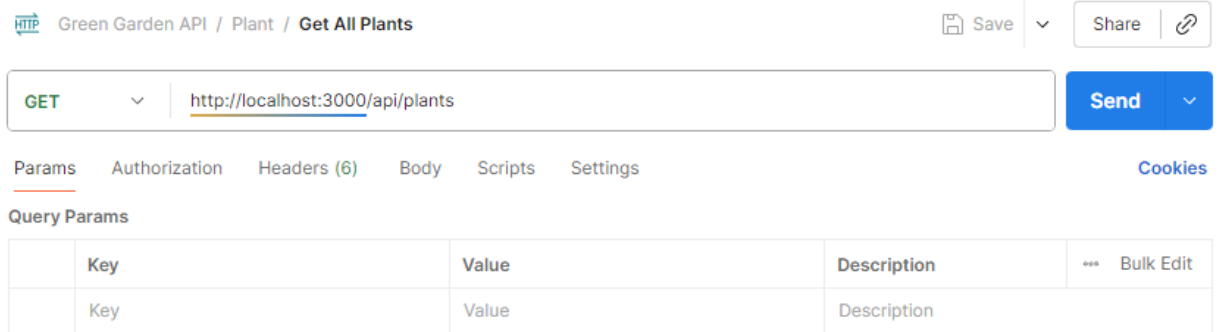 HTTP Green Garden API / Plant / Get All Plants Save Share
GET http://localhost:3000/api/plants Send
Params Authorization Headers (6) Body Scripts Settings Cookies
Query Params
Key Value Description Bulk Edit
Key Value Description